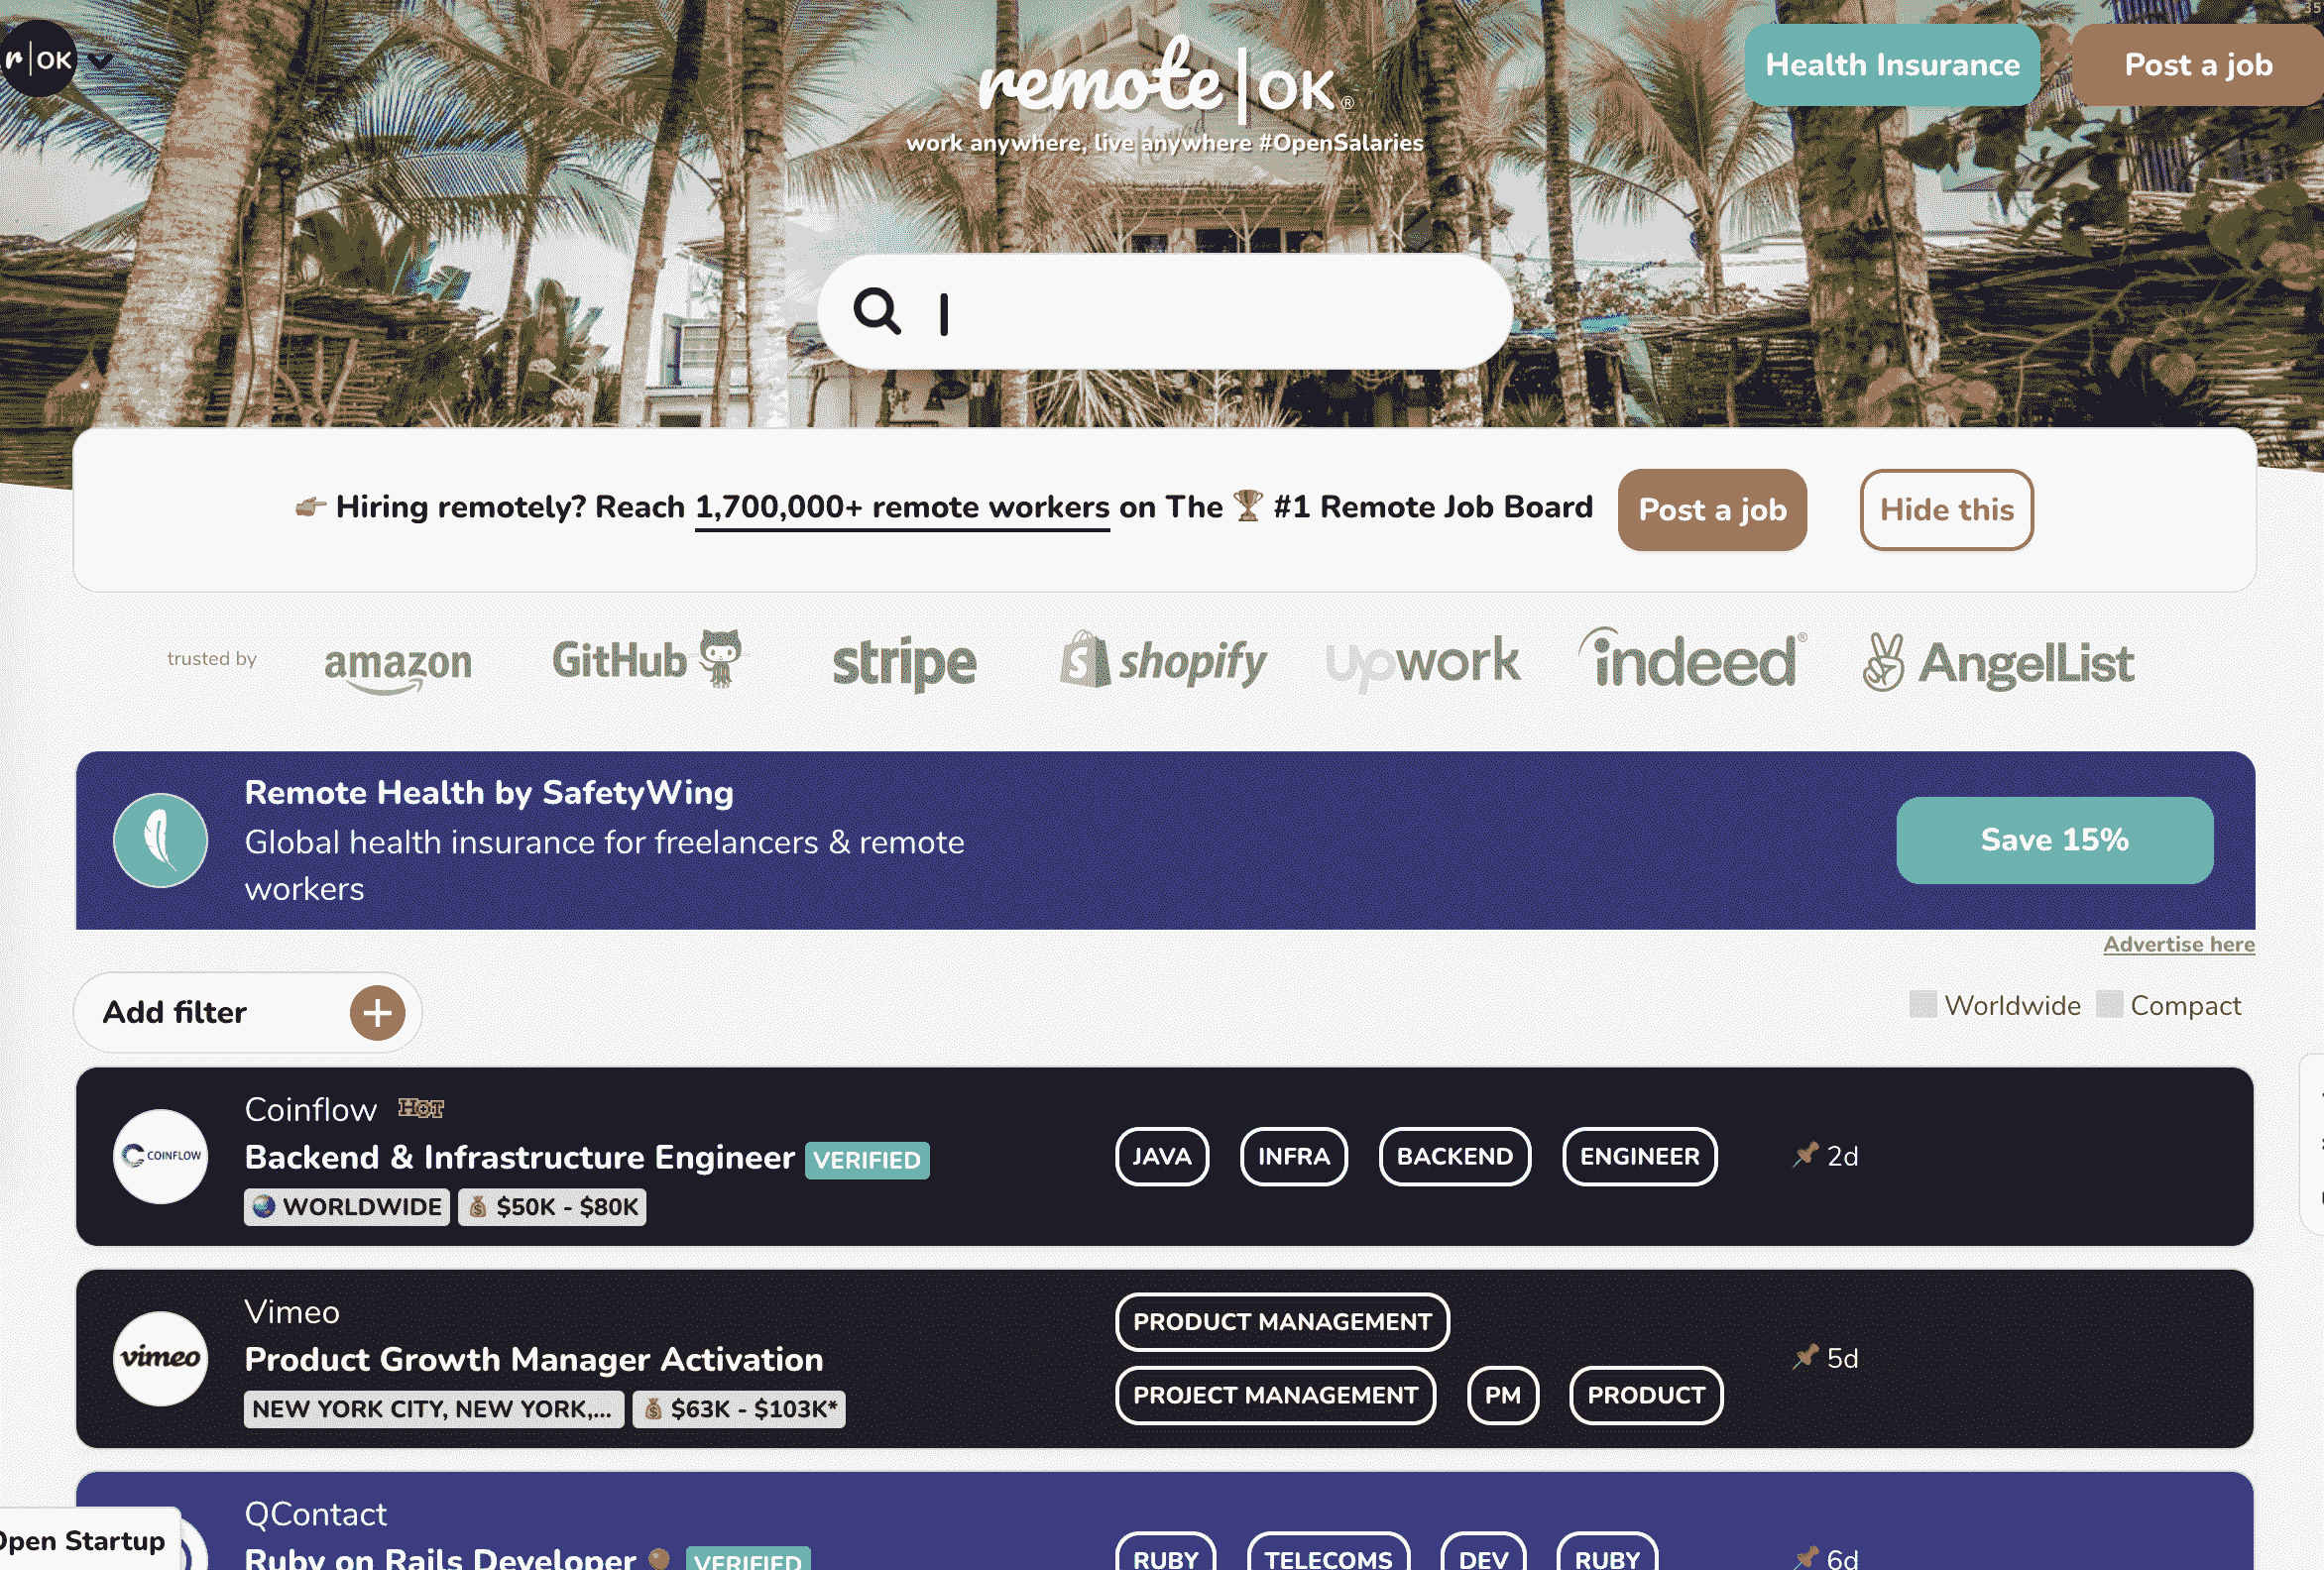 r|OK
remote|OK®
work anywhere, live anywhere #OpenSalaries
Health Insurance
Post a job
Hiring remotely? Reach 1,700,000+ remote workers on The 🏆 #1 Remote Job Board
Post a job
Hide this
trusted by
amazon
GitHub
stripe
shopify
upwork
indeed®
AngelList
Remote Health by SafetyWing
Global health insurance for freelancers & remote
workers
Save 15%
Advertise here
Add filter
Worldwide
Compact
COINFLOW
Coinflow HOT
Backend & Infrastructure Engineer VERIFIED
WORLDWIDE $50K - $80K
JAVA INFRA BACKEND ENGINEER
2d
vimeo
Vimeo
Product Growth Manager Activation
NEW YORK CITY, NEW YORK,... $63K - $103K*
PRODUCT MANAGEMENT
PROJECT MANAGEMENT PM PRODUCT
5d
QContact
Ruby on Rails Developer VERIFIED
RUBY TELECOMS DEV RUBY
6d
Open Startup